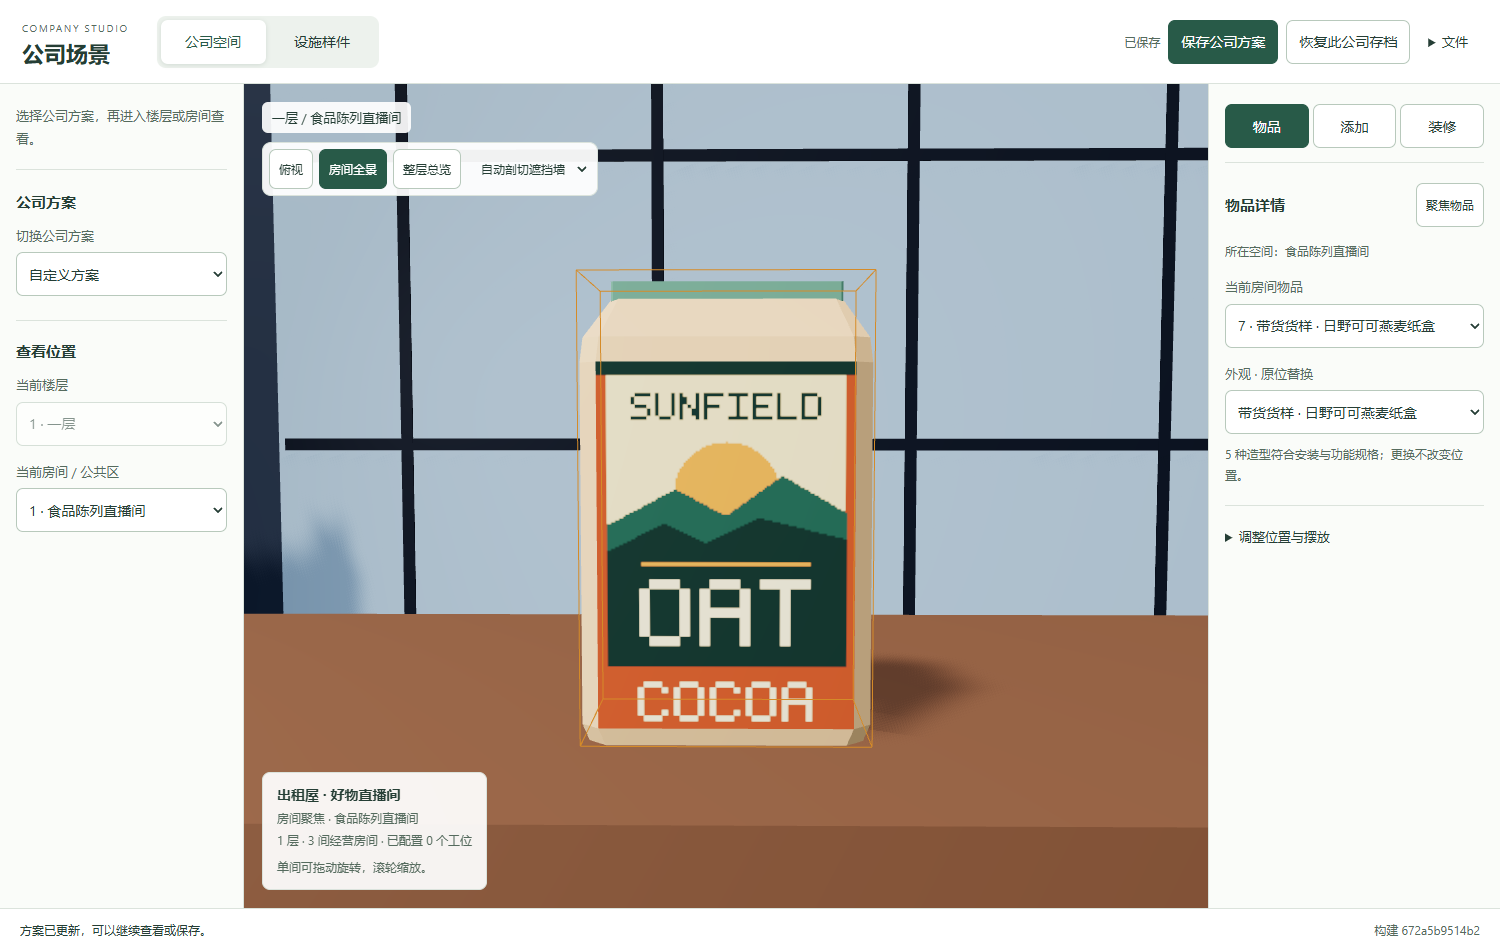 COMPANY STUDIO
公司场景
公司空间
设施样件
已保存
保存公司方案
恢复此公司存档
▶ 文件
选择公司方案，再进入楼层或房间查
看。
公司方案
切换公司方案
自定义方案
查看位置
当前楼层
1 · 一层
当前房间 / 公共区
1 · 食品陈列直播间
一层 / 食品陈列直播间
俯视
房间全景
整层总览
自动剖切遮挡墙
SUNFIELD
OAT
COCOA
出租屋 · 好物直播间
房间聚焦 · 食品陈列直播间
1 层 · 3 间经营房间 · 已配置 0 个工位
单间可拖动旋转，滚轮缩放。
物品
添加
装修
物品详情
聚焦物品
所在空间：食品陈列直播间
当前房间物品
7 · 带货货样 · 日野可可燕麦纸盒
外观 · 原位替换
带货货样 · 日野可可燕麦纸盒
5 种造型符合安装与功能规格；更换不改变位
置。
▶ 调整位置与摆放
方案已更新，可以继续查看或保存。
构建 672a5b9514b2